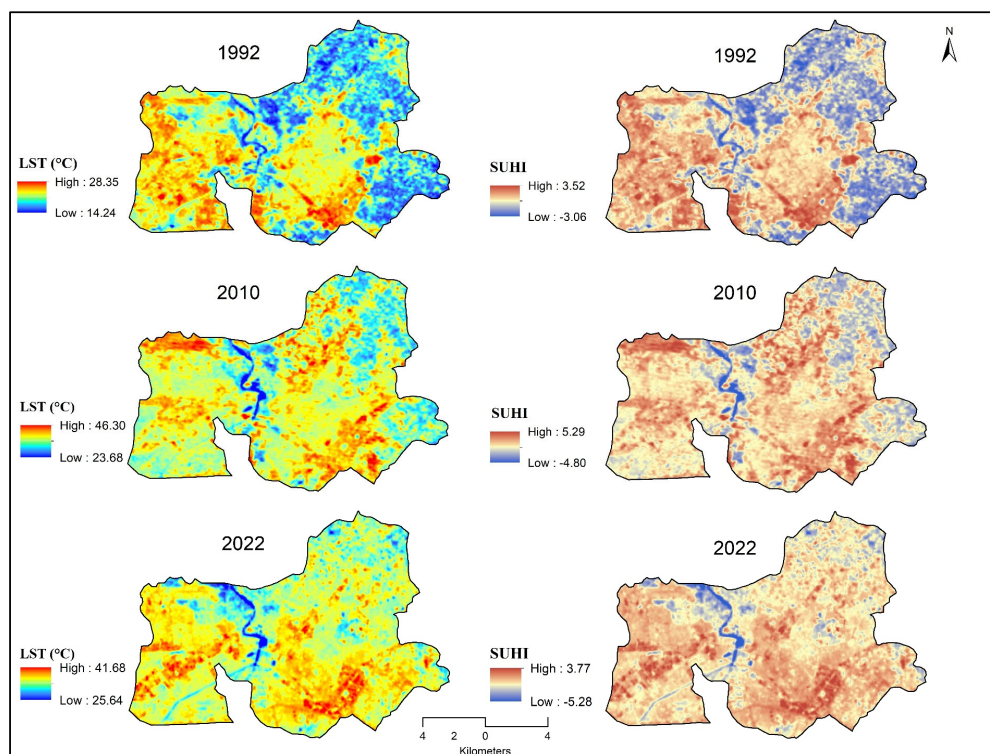 1992
1992
N
LST (°C)
High : 28.35
Low : 14.24
SUHI
High : 3.52
Low : -3.06
2010
2010
LST (°C)
High : 46.30
Low : 23.68
SUHI
High : 5.29
Low : -4.80
2022
2022
LST (°C)
High : 41.68
Low : 25.64
SUHI
High : 3.77
Low : -5.28
4 2 0 4
Kilometers